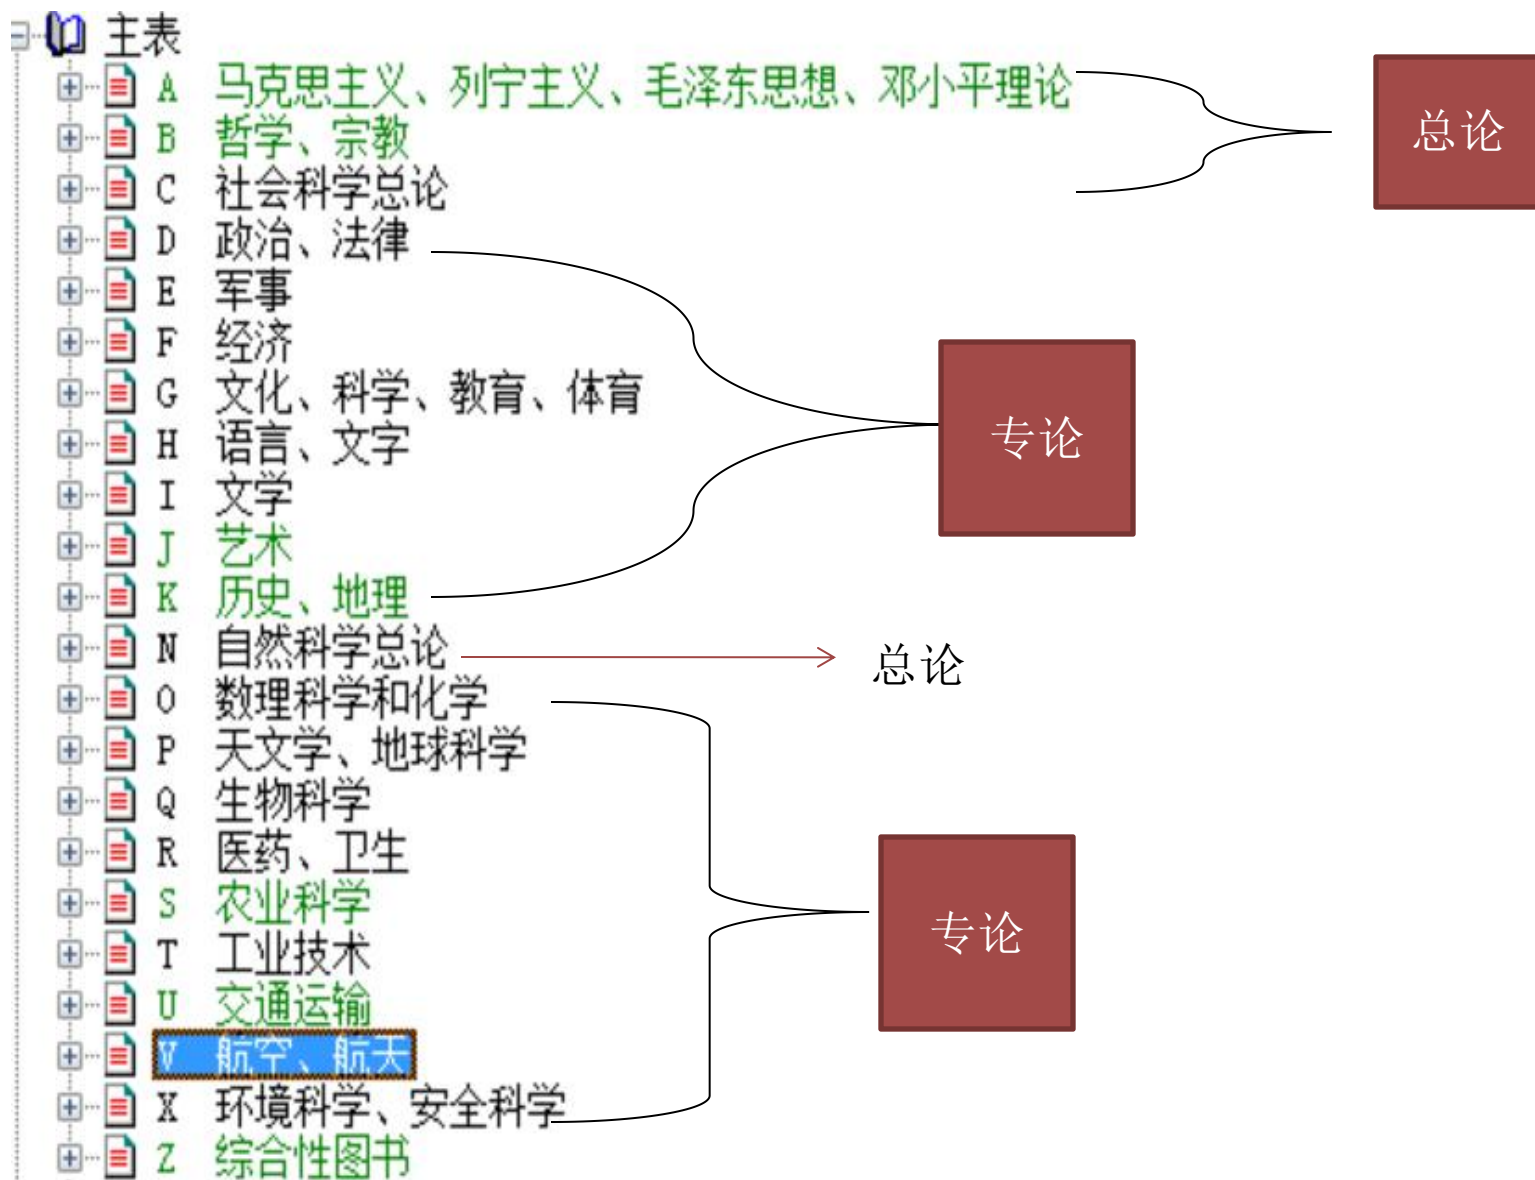 主表
A 马克思主义、列宁主义、毛泽东思想、邓小平理论
总论
B 哲学、宗教
C 社会科学总论
D 政治、法律
E 军事
F 经济
G 文化、科学、教育、体育
专论
H 语言、文字
I 文学
J 艺术
K 历史、地理
N 自然科学总论
总论
O 数理科学和化学
P 天文学、地球科学
Q 生物科学
R 医药、卫生
S 农业科学
专论
T 工业技术
U 交通运输
V 航空、航天
X 环境科学、安全科学
Z 综合性图书